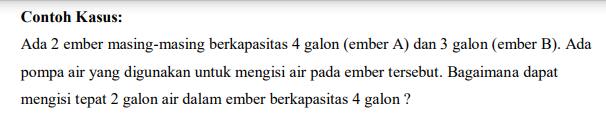 Contoh Kasus:
Ada 2 ember masing-masing berkapasitas 4 galon (ember A) dan 3 galon (ember B). Ada
pompa air yang digunakan untuk mengisi air pada ember tersebut. Bagaimana dapat
mengisi tepat 2 galon air dalam ember berkapasitas 4 galon ?